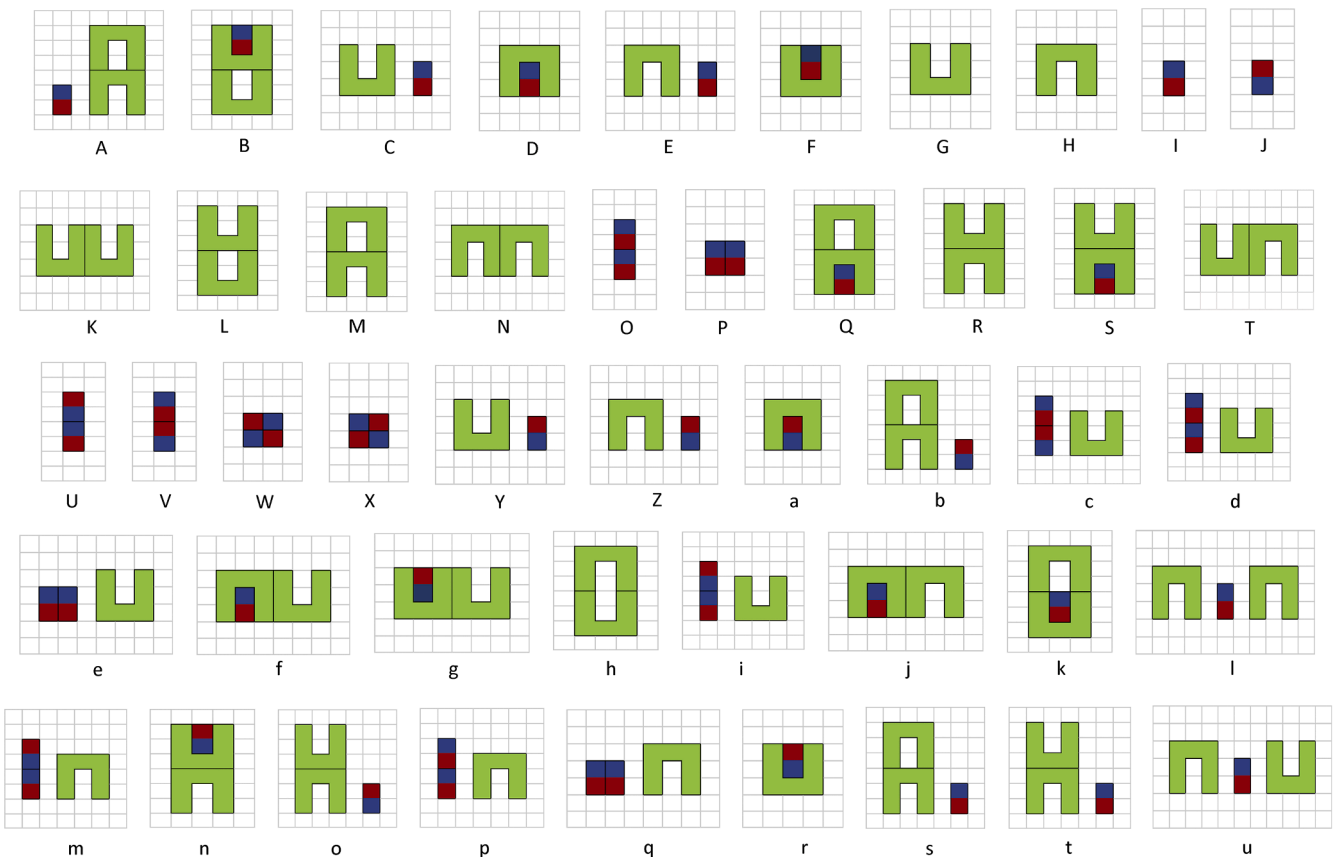 A B C D E F G H I J
K L M N O P Q R S T
U V W X Y Z a b c d
e f g h i j k l
m n o p q r s t u